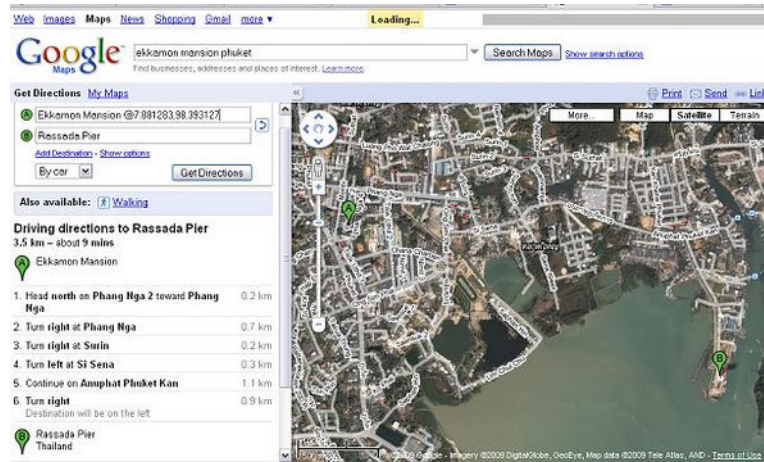 Web Images Maps News Shopping Gmail more ▼
Loading...
Google Maps
ekkamon mansion phuket
Search Maps
Show search options
Find businesses, addresses and places of interest. Learn more.
Get Directions My Maps
Print Send Link
A Ekkamon Mansion @7.881283,98.393127
B Rassada Pier
Add Destination - Show options
By car
Get Directions
Also available: Walking
Driving directions to Rassada Pier
3.5 km – about 9 mins
A Ekkamon Mansion
1. Head north on Phang Nga 2 toward Phang Nga 0.2 km
2. Turn right at Phang Nga 0.7 km
3. Turn right at Surin 0.2 km
4. Turn left at Si Sena 0.3 km
5. Continue on Anuphat Phuket Kan 1.1 km
6. Turn right 0.9 km
Destination will be on the left
B Rassada Pier
Thailand
More... Map Satellite Terrain
A
Anuphat Phuket Kan
Si Sena
B
©2009 Google - Imagery ©2009 DigitalGlobe, GeoEye, Map data ©2009 Tele Atlas, AND - Terms of Use